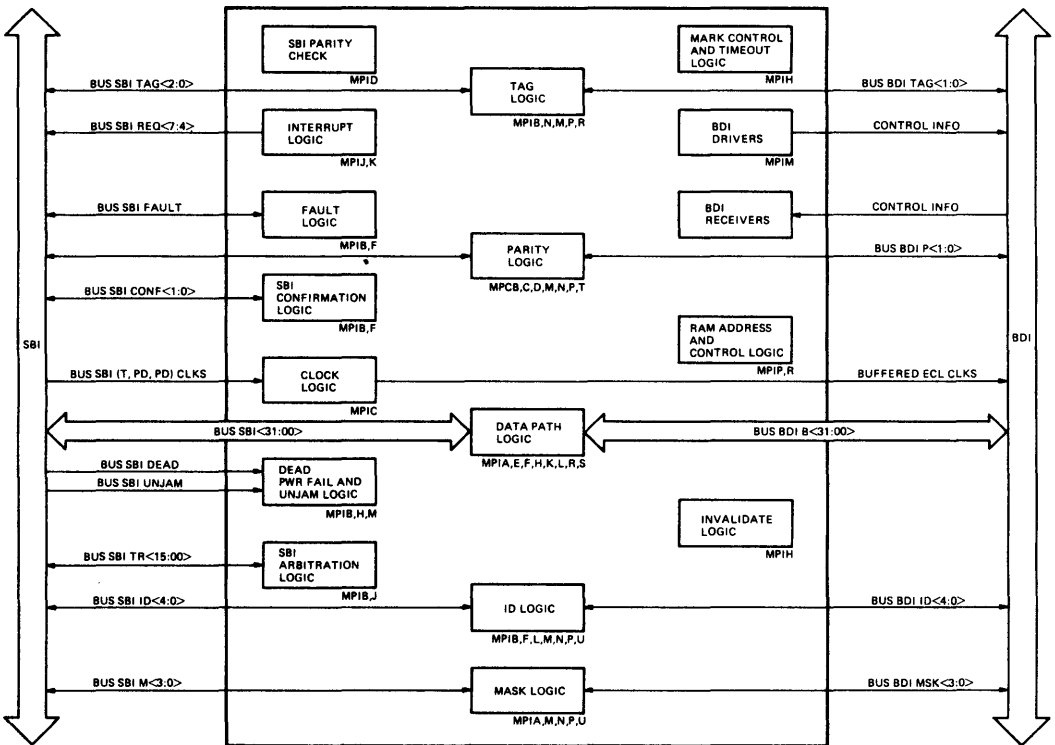 SBI PARITY
CHECK
MPID
MARK CONTROL
AND TIMEOUT
LOGIC
MPIH
BUS SBI TAG<2:0>
TAG
LOGIC
MPIB,N,M,P,R
BUS BDI TAG<1:0>
BUS SBI REQ<7:4>
INTERRUPT
LOGIC
MPIJ,K
BDI
DRIVERS
MPIM
CONTROL INFO
BUS SBI FAULT
FAULT
LOGIC
MPIB,F
BDI
RECEIVERS
CONTROL INFO
PARITY
LOGIC
MPCB,C,D,M,N,P,T
BUS BDI P<1:0>
BUS SBI CONF<1:0>
SBI
CONFIRMATION
LOGIC
MPIB,F
SBI
RAM ADDRESS
AND
CONTROL LOGIC
MPIP,R
BDI
BUS SBI (T, PD, PD) CLKS
CLOCK
LOGIC
MPIC
BUFFERED ECL CLKS
BUS SBI<31:00>
DATA PATH
LOGIC
MPIA,E,F,H,K,L,R,S
BUS BDI B<31:00>
BUS SBI DEAD
BUS SBI UNJAM
DEAD
PWR FAIL AND
UNJAM LOGIC
MPIB,H,M
INVALIDATE
LOGIC
MPIH
BUS SBI TR<15:00>
SBI
ARBITRATION
LOGIC
MPIB,J
BUS SBI ID<4:0>
ID LOGIC
MPIB,F,L,M,N,P,U
BUS BDI ID<4:0>
BUS SBI M<3:0>
MASK LOGIC
MPIA,M,N,P,U
BUS BDI MSK<3:0>